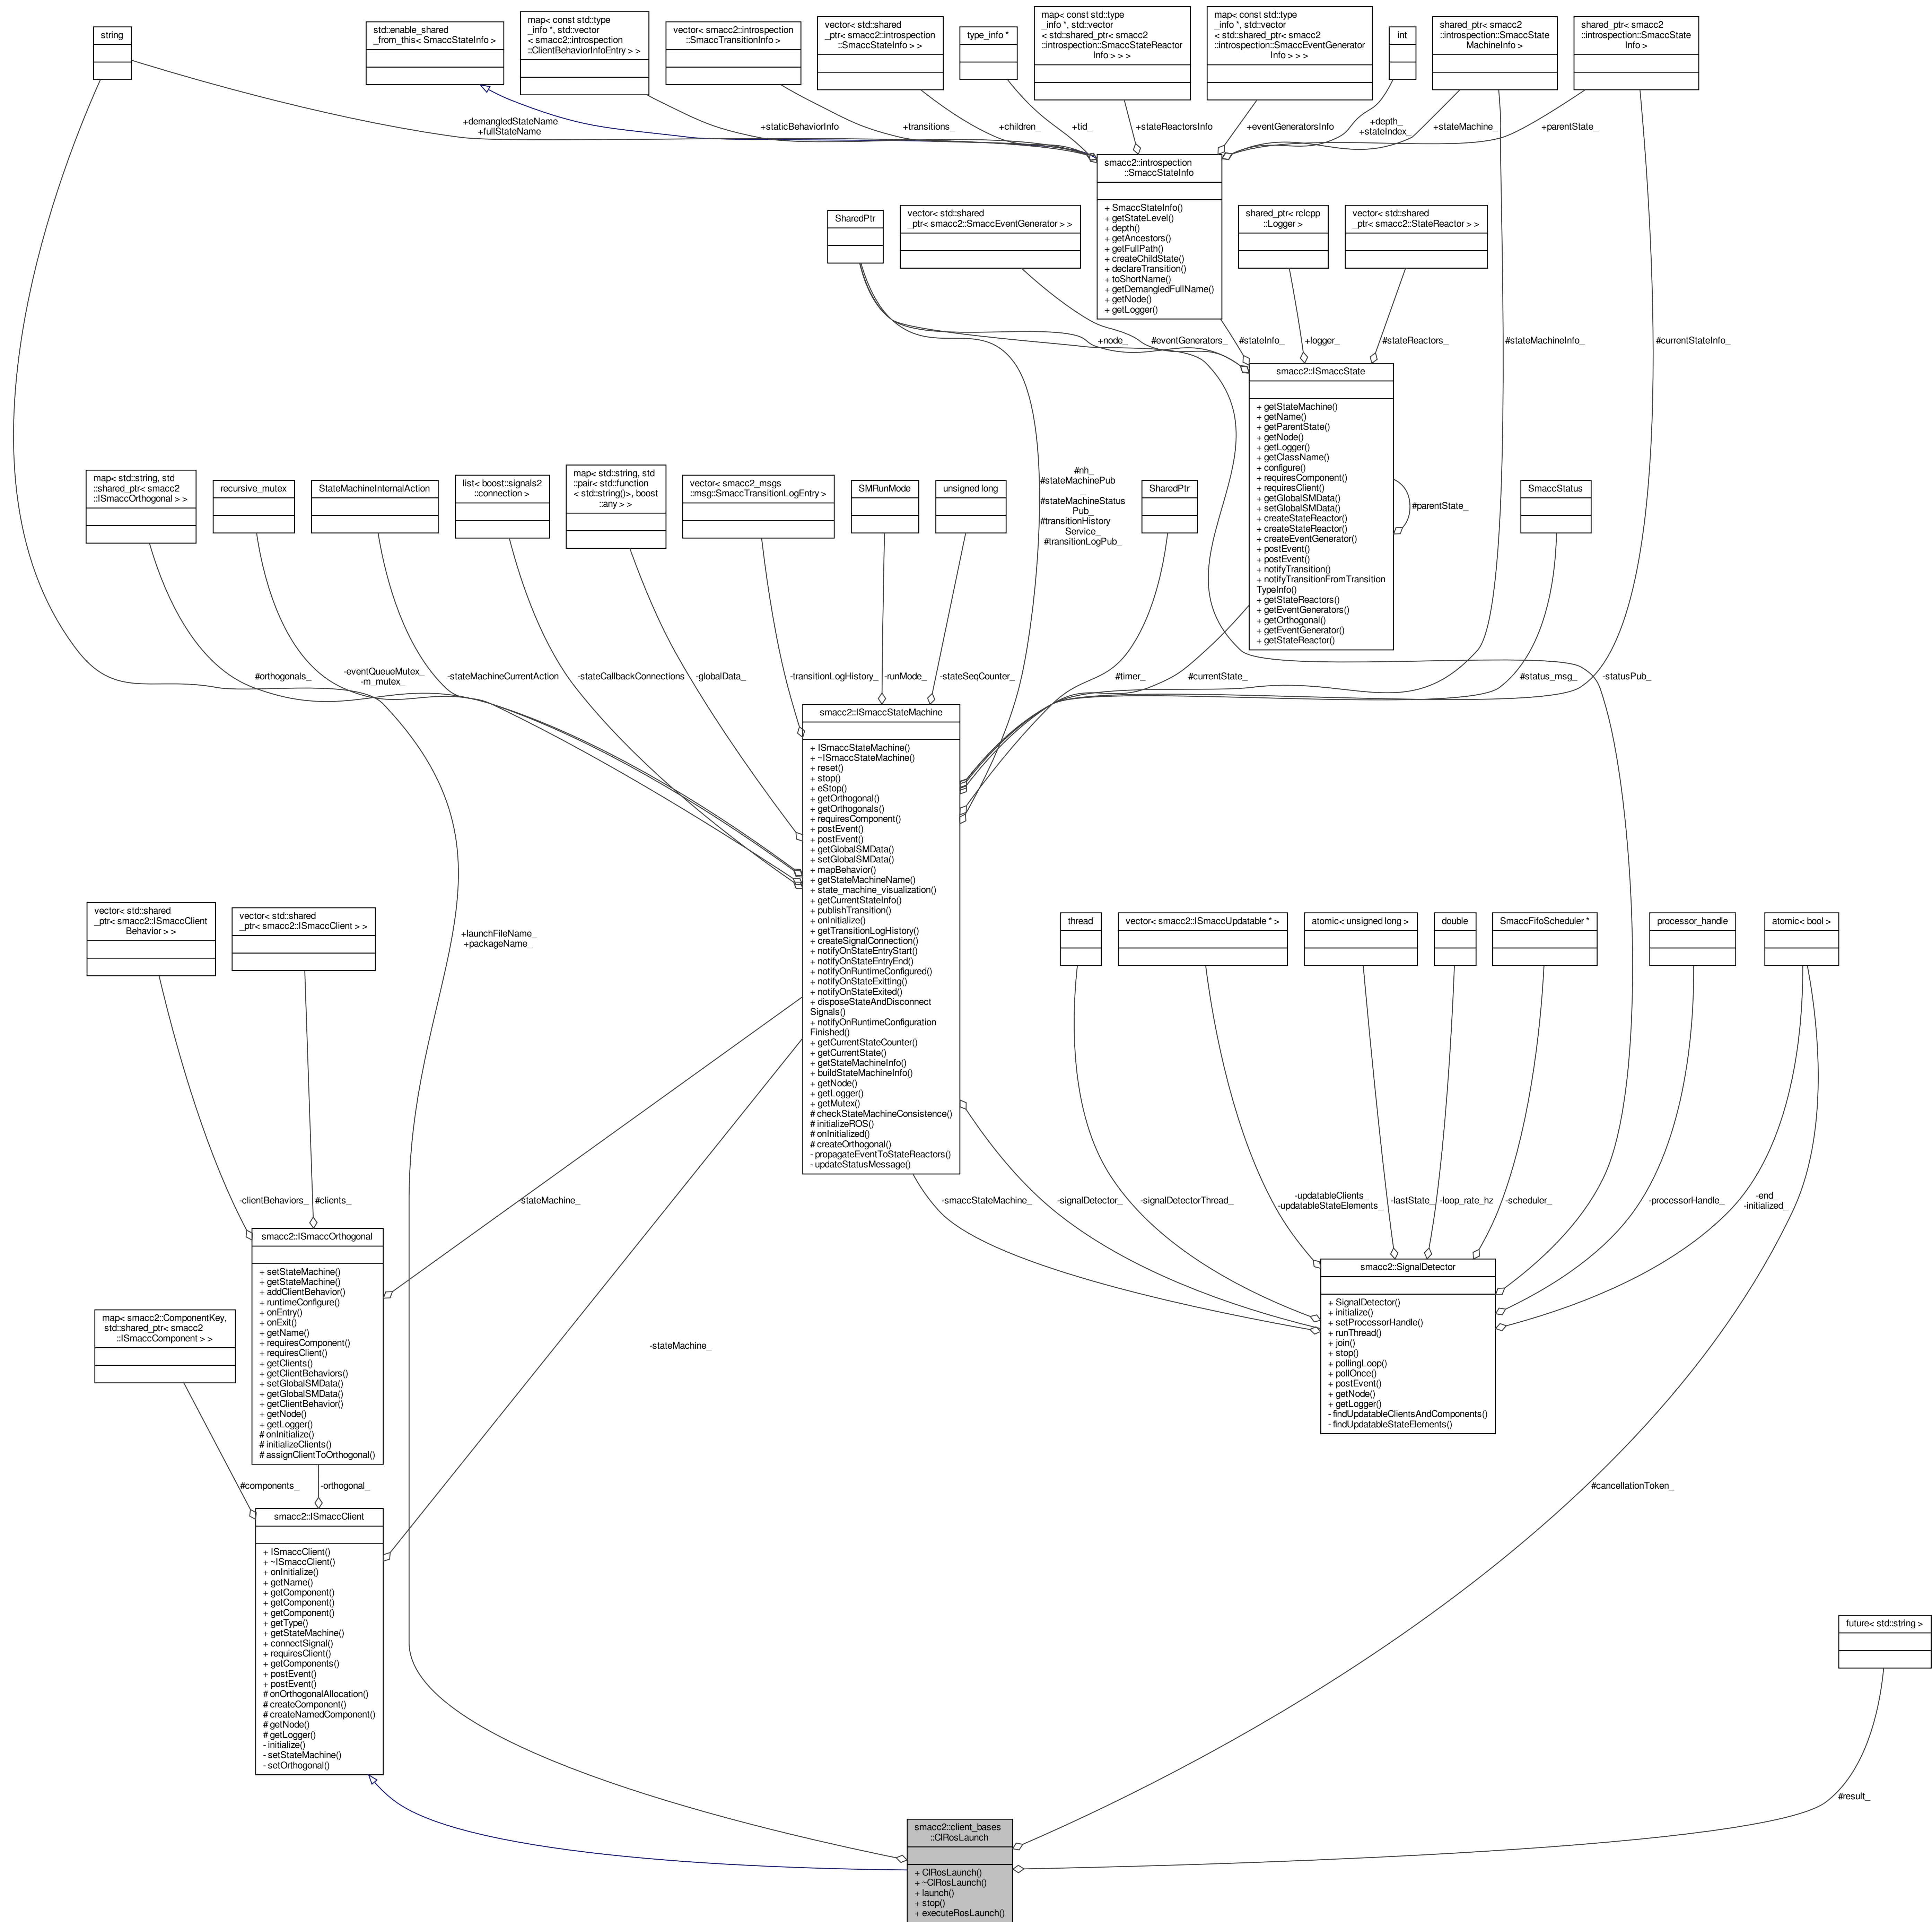 string
std::enable_shared
_from_this< SmaccStateInfo >
map< const std::type
_info *, std::vector
< smacc2::introspection
::ClientBehaviorInfoEntry > >
vector< smacc2::introspection
::SmaccTransitionInfo >
vector< std::shared
_ptr< smacc2::introspection
::SmaccStateInfo > >
type_info *
map< const std::type
_info *, std::vector
< std::shared_ptr< smacc2
::introspection::SmaccStateReactor
Info > > >
map< const std::type
_info *, std::vector
< std::shared_ptr< smacc2
::introspection::SmaccEventGenerator
Info > > >
int
shared_ptr< smacc2
::introspection::SmaccState
MachineInfo >
shared_ptr< smacc2
::introspection::SmaccState
Info >
+demangledStateName
+fullStateName
+staticBehaviorInfo
+transitions_
+children_
+tid_
+stateReactorsInfo
+eventGeneratorsInfo
+depth_
+stateIndex_
+stateMachine_
+parentState_
smacc2::introspection
::SmaccStateInfo
+ SmaccStateInfo()
+ getStateLevel()
+ depth()
+ getAncestors()
+ getFullPath()
+ createChildState()
+ declareTransition()
+ toShortName()
+ getDemangledFullName()
+ getNode()
+ getLogger()
SharedPtr
vector< std::shared
_ptr< smacc2::SmaccEventGenerator > >
shared_ptr< rclcpp
::Logger >
vector< std::shared
_ptr< smacc2::StateReactor > >
+node_
#eventGenerators_
#stateInfo_
+logger_
#stateReactors_
#stateMachineInfo_
#currentStateInfo_
smacc2::ISmaccState
+ getStateMachine()
+ getName()
+ getParentState()
+ getNode()
+ getLogger()
+ getClassName()
+ configure()
+ requiresComponent()
+ requiresClient()
+ getGlobalSMData()
+ setGlobalSMData()
+ createStateReactor()
+ createStateReactor()
+ createEventGenerator()
+ postEvent()
+ postEvent()
+ notifyTransition()
+ notifyTransitionFromTransition
TypeInfo()
+ getStateReactors()
+ getEventGenerators()
+ getOrthogonal()
+ getEventGenerator()
+ getStateReactor()
#parentState_
map< std::string, std
::shared_ptr< smacc2
::ISmaccOrthogonal > >
recursive_mutex
StateMachineInternalAction
list< boost::signals2
::connection >
map< std::string, std
::pair< std::function
< std::string()>, boost
::any > >
vector< smacc2_msgs
::msg::SmaccTransitionLogEntry >
SMRunMode
unsigned long
#nh_
#stateMachinePub
_
#stateMachineStatus
Pub_
#transitionHistory
Service_
#transitionLogPub_
SharedPtr
SmaccStatus
#orthogonals_
-eventQueueMutex_
-m_mutex_
-stateMachineCurrentAction
-stateCallbackConnections
-globalData_
-transitionLogHistory_
-runMode_
-stateSeqCounter_
#timer_
#currentState_
#status_msg_
-statusPub_
smacc2::ISmaccStateMachine
+ ISmaccStateMachine()
+ ~ISmaccStateMachine()
+ reset()
+ stop()
+ eStop()
+ getOrthogonal()
+ getOrthogonals()
+ requiresComponent()
+ postEvent()
+ postEvent()
+ getGlobalSMData()
+ setGlobalSMData()
+ mapBehavior()
+ getStateMachineName()
+ state_machine_visualization()
+ getCurrentStateInfo()
+ publishTransition()
+ onInitialize()
+ getTransitionLogHistory()
+ createSignalConnection()
+ notifyOnStateEntryStart()
+ notifyOnStateEntryEnd()
+ notifyOnRuntimeConfigured()
+ notifyOnStateExitting()
+ notifyOnStateExited()
+ disposeStateAndDisconnect
Signals()
+ notifyOnRuntimeConfiguration
Finished()
+ getCurrentStateCounter()
+ getCurrentState()
+ getStateMachineInfo()
+ buildStateMachineInfo()
+ getNode()
+ getLogger()
+ getMutex()
# checkStateMachineConsistence()
# initializeROS()
# onInitialized()
# createOrthogonal()
- propagateEventToStateReactors()
- updateStatusMessage()
vector< std::shared
_ptr< smacc2::ISmaccClient
Behavior > >
vector< std::shared
_ptr< smacc2::ISmaccClient > >
+launchFileName_
+packageName_
thread
vector< smacc2::ISmaccUpdatable * >
atomic< unsigned long >
double
SmaccFifoScheduler *
processor_handle
atomic< bool >
-clientBehaviors_
#clients_
-stateMachine_
-smaccStateMachine_
-signalDetector_
-signalDetectorThread_
-updatableClients_
-updatableStateElements_
-lastState_
-loop_rate_hz
-scheduler_
-processorHandle_
-end_
-initialized_
smacc2::ISmaccOrthogonal
+ setStateMachine()
+ getStateMachine()
+ addClientBehavior()
+ runtimeConfigure()
+ onEntry()
+ onExit()
+ getName()
+ requiresComponent()
+ requiresClient()
+ getClients()
+ getClientBehaviors()
+ setGlobalSMData()
+ getGlobalSMData()
+ getClientBehavior()
+ getNode()
+ getLogger()
# onInitialize()
# initializeClients()
# assignClientToOrthogonal()
smacc2::SignalDetector
+ SignalDetector()
+ initialize()
+ setProcessorHandle()
+ runThread()
+ join()
+ stop()
+ pollingLoop()
+ pollOnce()
+ postEvent()
+ getNode()
+ getLogger()
- findUpdatableClientsAndComponents()
- findUpdatableStateElements()
map< smacc2::ComponentKey,
std::shared_ptr< smacc2
::ISmaccComponent > >
-stateMachine_
#components_
-orthogonal_
#cancellationToken_
smacc2::ISmaccClient
+ ISmaccClient()
+ ~ISmaccClient()
+ onInitialize()
+ getName()
+ getComponent()
+ getComponent()
+ getComponent()
+ getType()
+ getStateMachine()
+ connectSignal()
+ requiresClient()
+ getComponents()
+ postEvent()
+ postEvent()
# onOrthogonalAllocation()
# createComponent()
# createNamedComponent()
# getNode()
# getLogger()
- initialize()
- setStateMachine()
- setOrthogonal()
future< std::string >
#result_
smacc2::client_bases
::ClRosLaunch
+ ClRosLaunch()
+ ~ClRosLaunch()
+ launch()
+ stop()
+ executeRosLaunch()